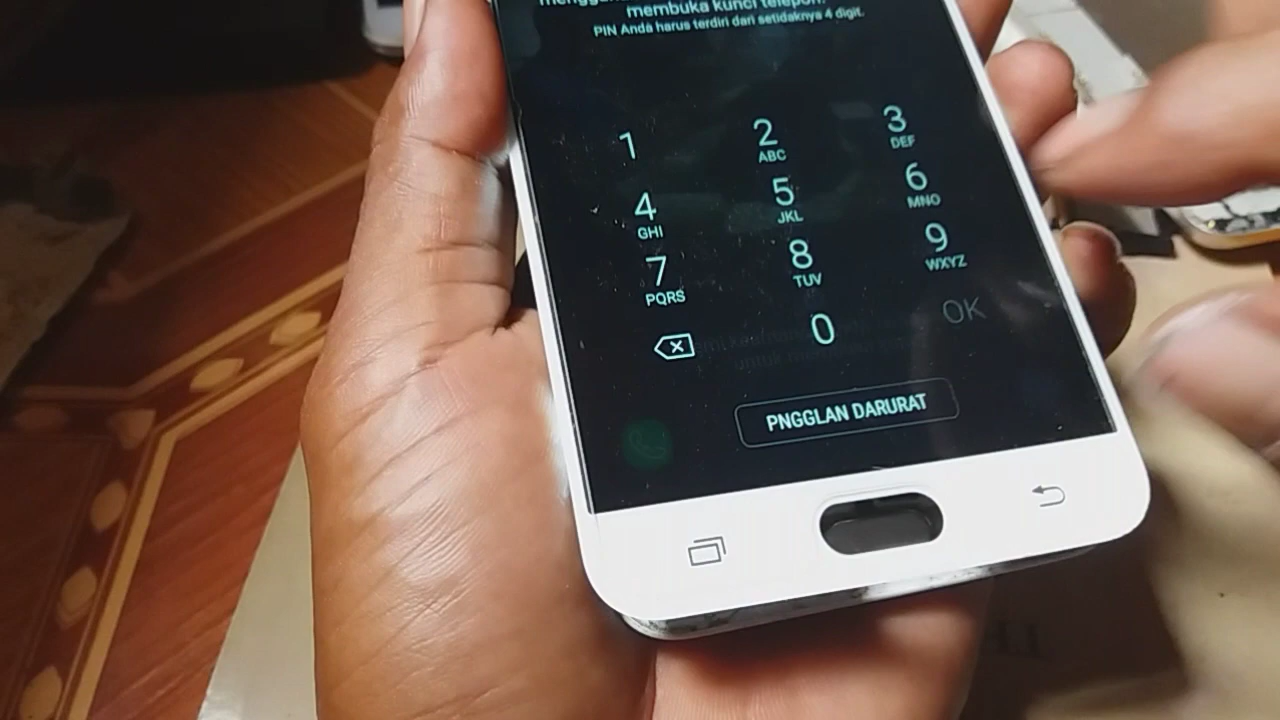 membuka kunci telepon.
PIN Anda harus terdiri dari setidaknya 4 digit.
1 2 3
ABC DEF
4 5 6
GHI JKL MNO
7 8 9
PQRS TUV WXYZ
0 OK
PNGGLAN DARURAT